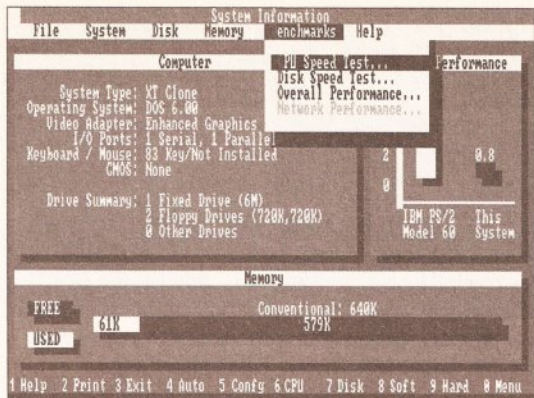 System Information
File System Disk Memory enchmarks Help
PU Speed Test...
Disk Speed Test...
Overall Performance...
Network Performance...
Computer
System Type: XT Clone
Operating System: DOS 6.00
Video Adapter: Enhanced Graphics
I/O Ports: 1 Serial, 1 Parallel
Keyboard / Mouse: 83 Key/Not Installed
CMOS: None
Drive Summary: 1 Fixed Drive (6M)
2 Floppy Drives (720K,720K)
0 Other Drives
Performance
2
0
0.8
IBM PS/2 This
Model 60 System
Memory
FREE
USED
Conventional: 640K
61K 579K
1 Help 2 Print 3 Exit 4 Auto 5 Confg 6 CPU 7 Disk 8 Soft 9 Hard 0 Menu